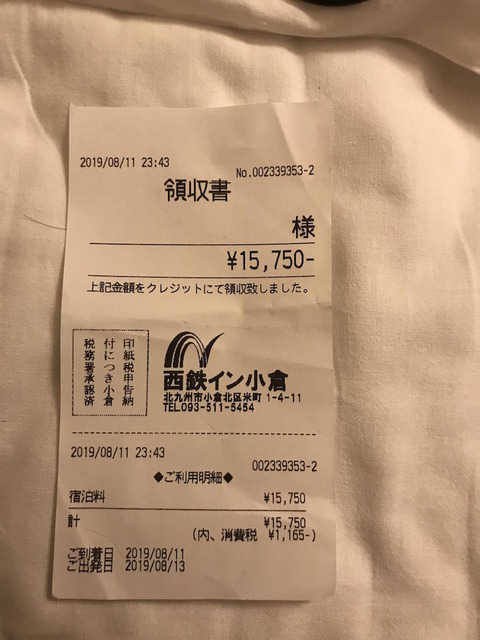 2019/08/11 23:43
No.002339353-2
領収書
様
¥15,750-
上記金額をクレジットにて領収致しました。
印紙税申告納
付につき小倉
税務署承認済
西鉄イン小倉
北九州市小倉北区米町 1-4-11
TEL093-511-5454
2019/08/11 23:43
002339353-2
◆ご利用明細◆
宿泊料 ¥15,750
計 ¥15,750
(内、消費税 ¥1,165-)
ご到着日 2019/08/11
ご出発日 2019/08/13